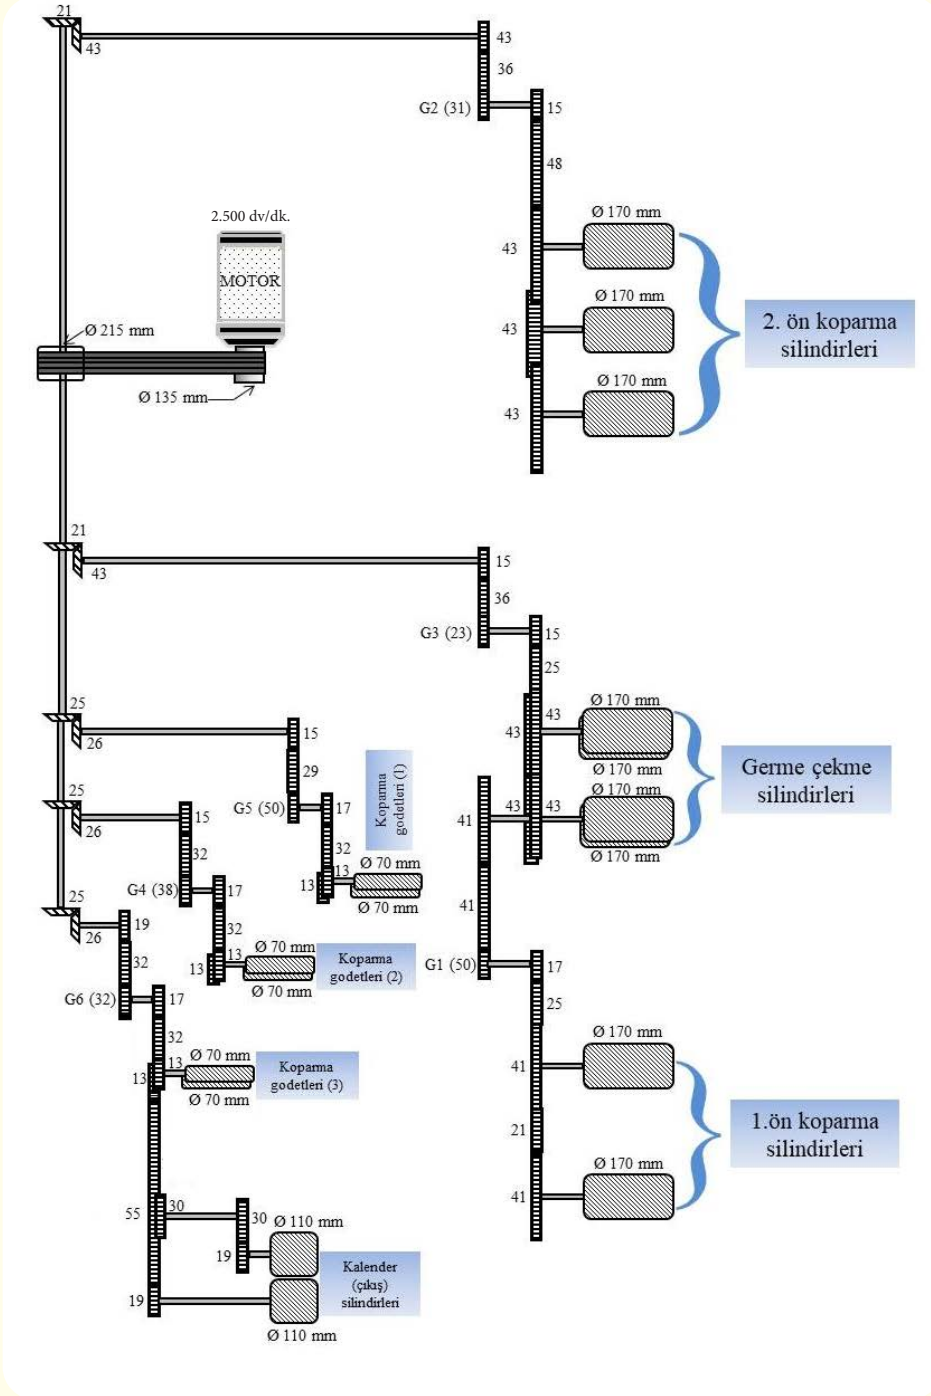 21
43
43
36
G2 (31)
15
48
2.500 dv/dk.
MOTOR
Ø 170 mm
43
Ø 170 mm
43
2. ön koparma
silindirleri
Ø 215 mm
Ø 135 mm
Ø 170 mm
43
21
43
15
36
G3 (23)
15
25
25
26
15
29
G5 (50)
17
32
13
13
Koparma
godetleri (1)
Ø 70 mm
Ø 70 mm
Ø 170 mm
43
43
Ø 170 mm
Ø 170 mm
43
43
Ø 170 mm
Germe çekme
silindirleri
25
26
15
32
G4 (38)
17
32
13
13
Ø 70 mm
Ø 70 mm
Koparma
godetleri (2)
41
41
G1 (50)
17
25
25
26
19
32
G6 (32)
17
32
13
13
Ø 70 mm
Ø 70 mm
Koparma
godetleri (3)
Ø 170 mm
41
21
Ø 170 mm
41
1.ön koparma
silindirleri
55
30
30
19
Ø 110 mm
Kalender
(çıkış)
silindirleri
19
Ø 110 mm